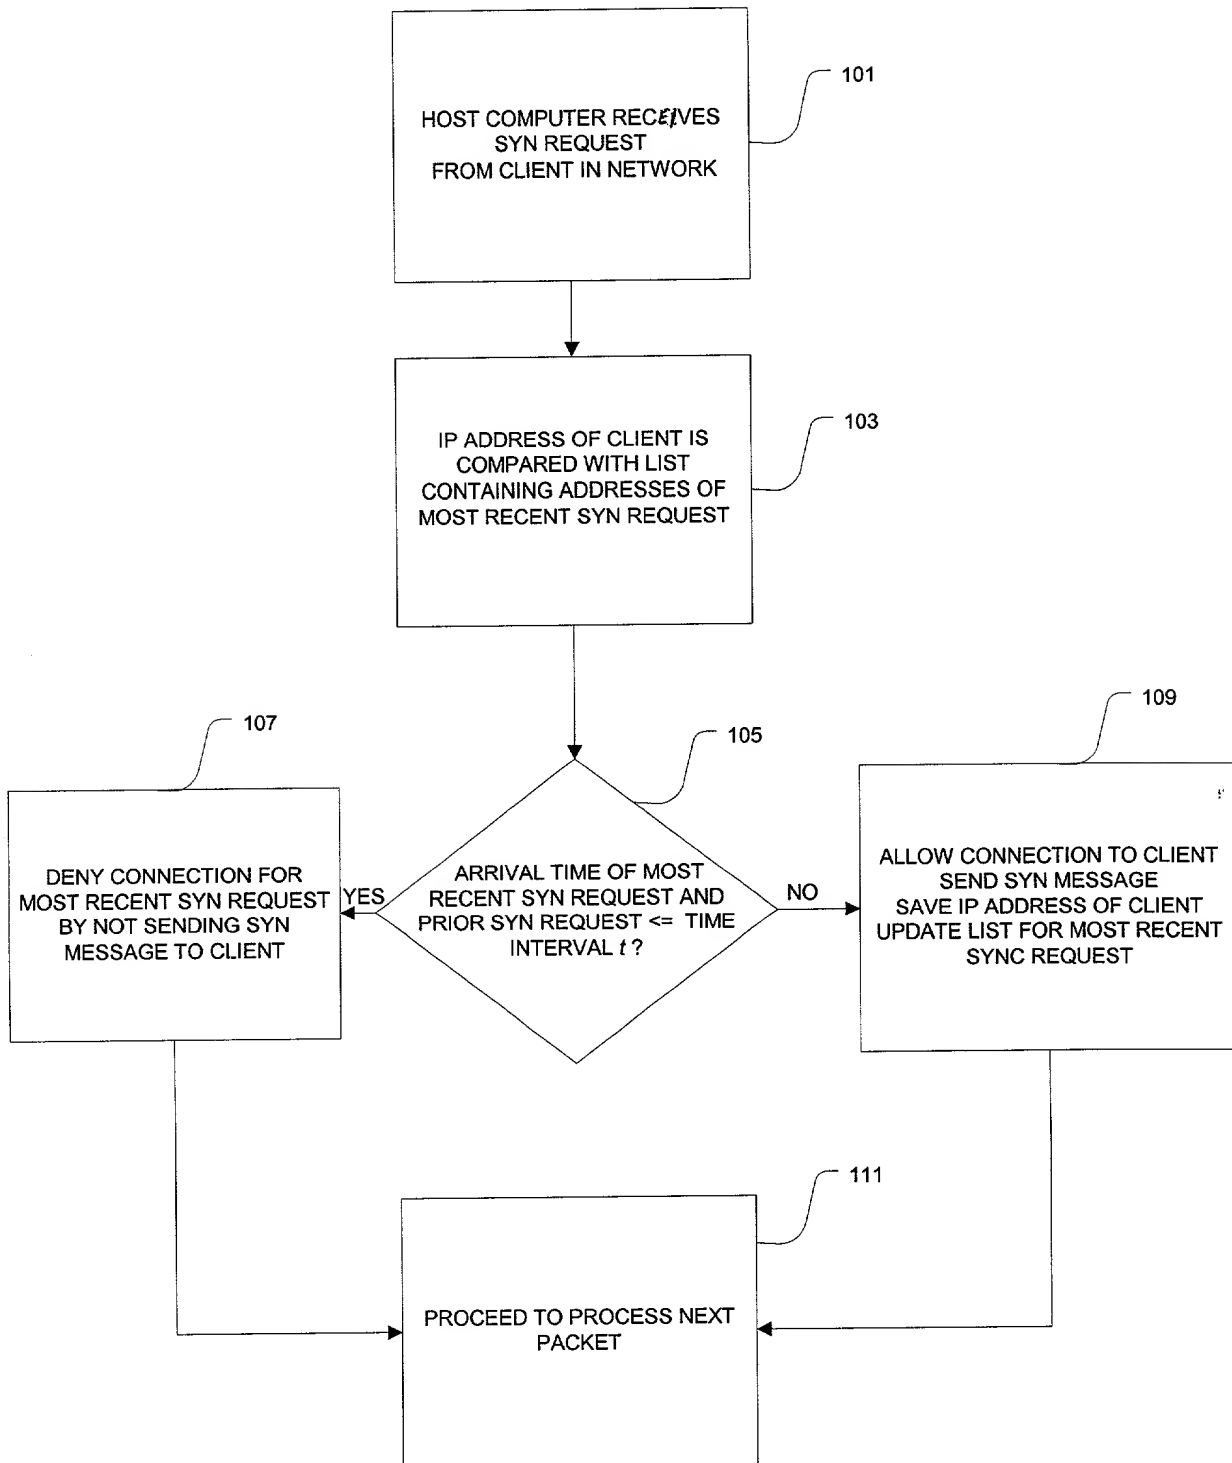 101
HOST COMPUTER RECEIVES
SYN REQUEST
FROM CLIENT IN NETWORK
103
IP ADDRESS OF CLIENT IS
COMPARED WITH LIST
CONTAINING ADDRESSES OF
MOST RECENT SYN REQUEST
107
105
109
DENY CONNECTION FOR
MOST RECENT SYN REQUEST
BY NOT SENDING SYN
MESSAGE TO CLIENT
YES
ARRIVAL TIME OF MOST
RECENT SYN REQUEST AND
PRIOR SYN REQUEST <= TIME
INTERVAL t ?
NO
ALLOW CONNECTION TO CLIENT
SEND SYN MESSAGE
SAVE IP ADDRESS OF CLIENT
UPDATE LIST FOR MOST RECENT
SYNC REQUEST
111
PROCEED TO PROCESS NEXT
PACKET